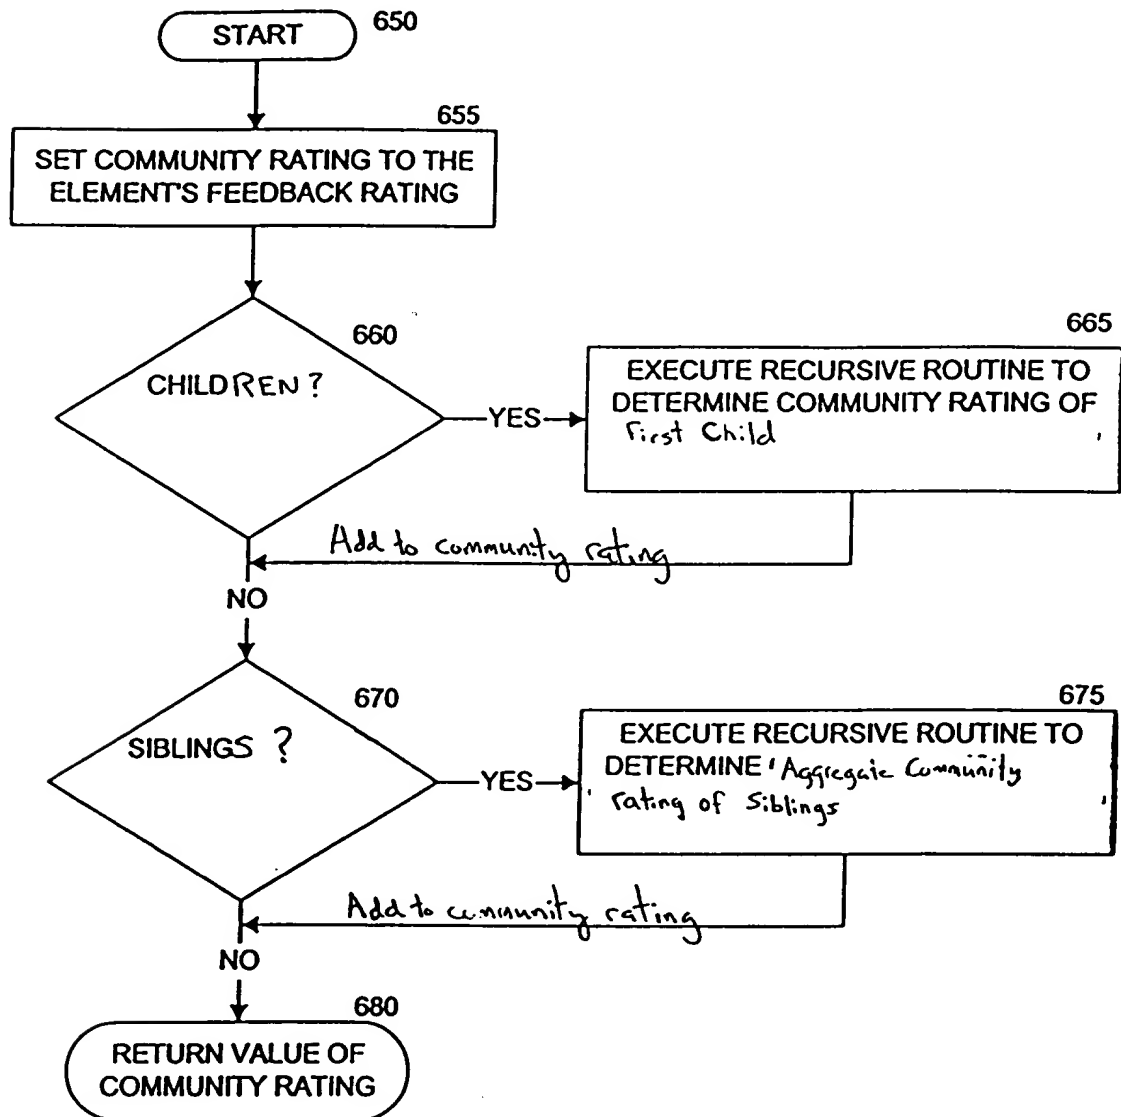 START
650
655
SET COMMUNITY RATING TO THE
ELEMENT'S FEEDBACK RATING
660
CHILDREN ?
YES
665
EXECUTE RECURSIVE ROUTINE TO
DETERMINE COMMUNITY RATING OF
First Child
Add to community rating
NO
670
SIBLINGS ?
YES
675
EXECUTE RECURSIVE ROUTINE TO
DETERMINE Aggregate Community
rating of Siblings
Add to community rating
NO
680
RETURN VALUE OF
COMMUNITY RATING